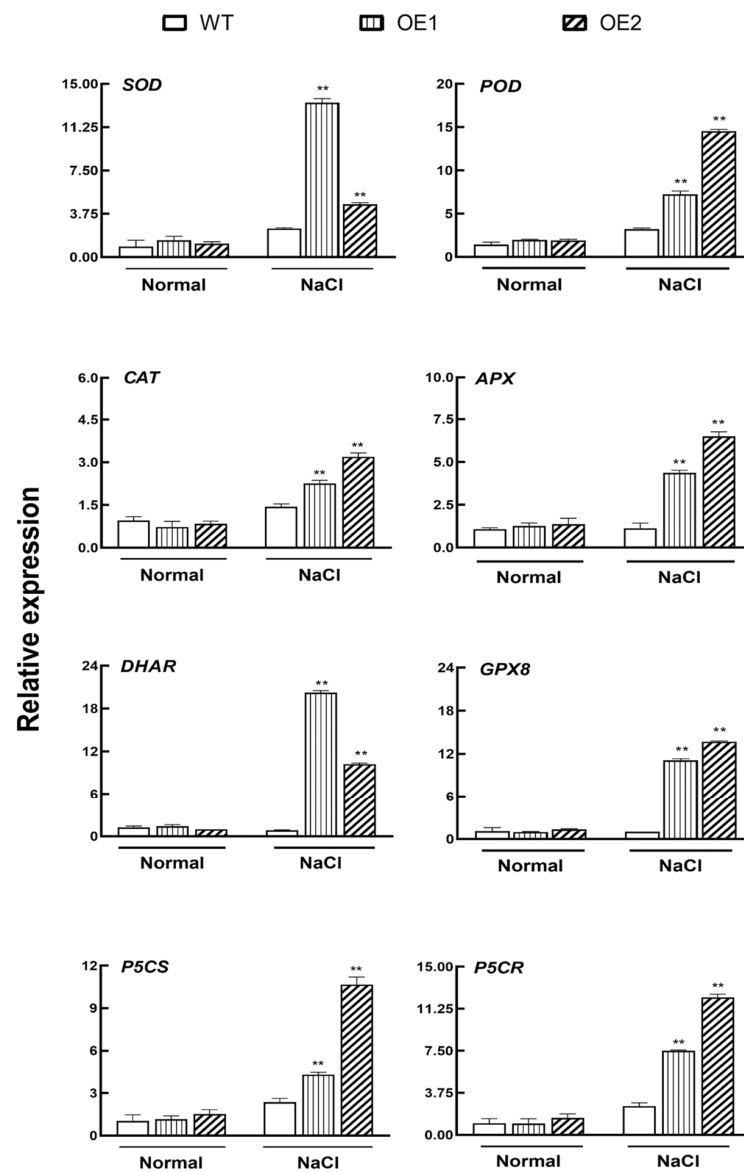 WT OE1 OE2
Relative expression
SOD
15.00
11.25
7.50
3.75
0.00
** **
Normal NaCl
POD
20
15
10
5
0
** **
Normal NaCl
CAT
6.0
4.5
3.0
1.5
0.0
** **
Normal NaCl
APX
10.0
7.5
5.0
2.5
0.0
** **
Normal NaCl
DHAR
24
18
12
6
0
** **
Normal NaCl
GPX8
24
18
12
6
0
** **
Normal NaCl
P5CS
12
9
6
3
0
** **
Normal NaCl
P5CR
15.00
11.25
7.50
3.75
0.00
** **
Normal NaCl